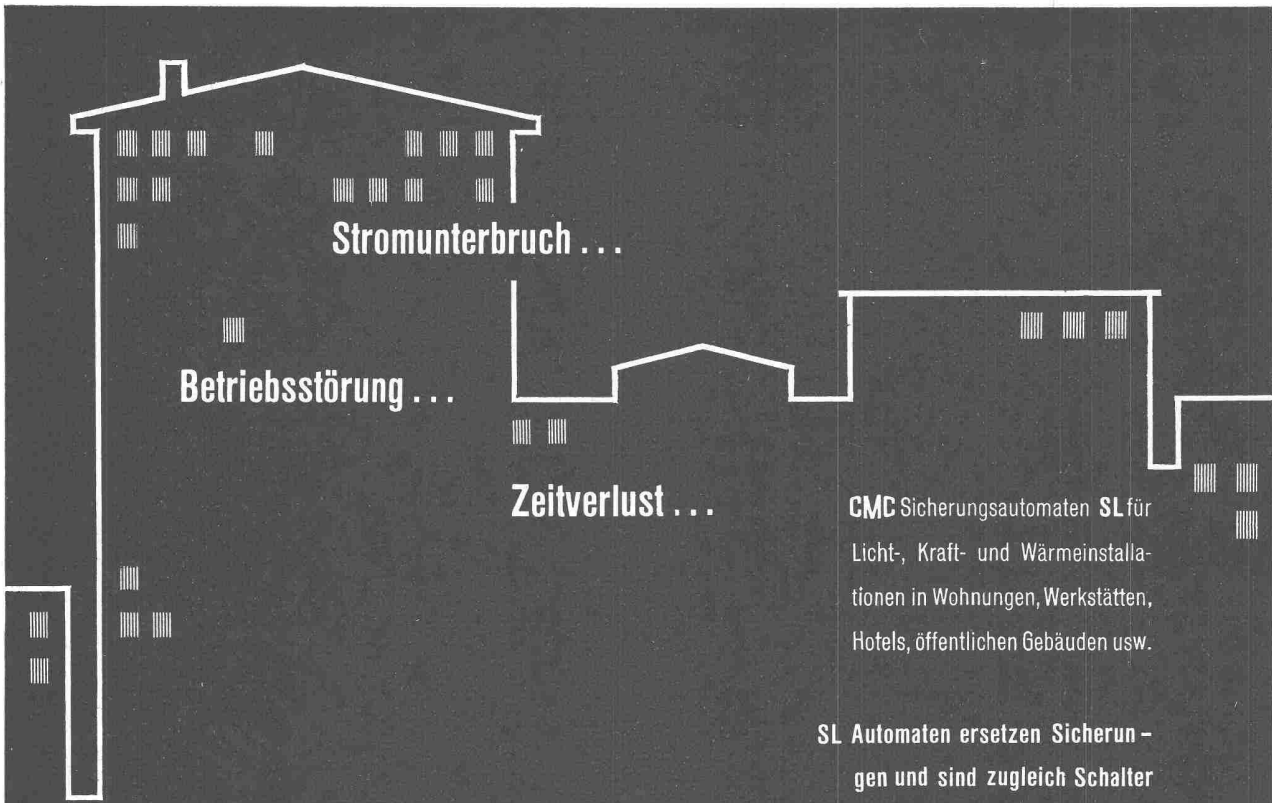 Stromunterbruch . . .
Betriebsstörung . . .
Zeitverlust . . .
CMC Sicherungsautomaten SL für
Licht-, Kraft- und Wärmeinstalla-
tionen in Wohnungen, Werkstätten,
Hotels, öffentlichen Gebäuden usw.
SL Automaten ersetzen Sicherun-
gen und sind zugleich Schalter